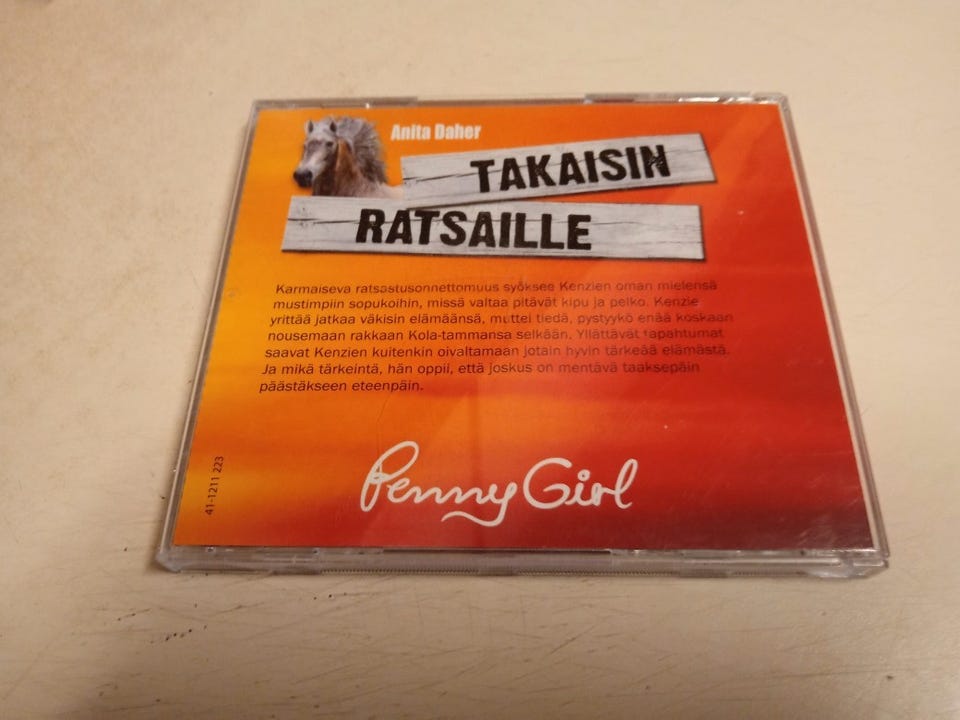 Anita Daher
TAKAISIN
RATSAILLE
Karmaiseva ratsastusonnettomuus syöksee Kenzien oman mielensä
mustimpiin sopukoihin, missä valtaa pitävät kipu ja pelko. Kenzie
yrittää jatkaa väkisin elämäänsä, muttei tiedä, pystyykö enää koskaan
nousemaan rakkaan Kola-tammansa selkään. Yllättävät tapahtumat
saavat Kenzien kuitenkin oivaltamaan jotain hyvin tärkeää elämästä.
Ja mikä tärkeintä, hän oppii, että joskus on mentävä taaksepäin
päästäkseen eteenpäin.
41-1211 223
Penny Girl